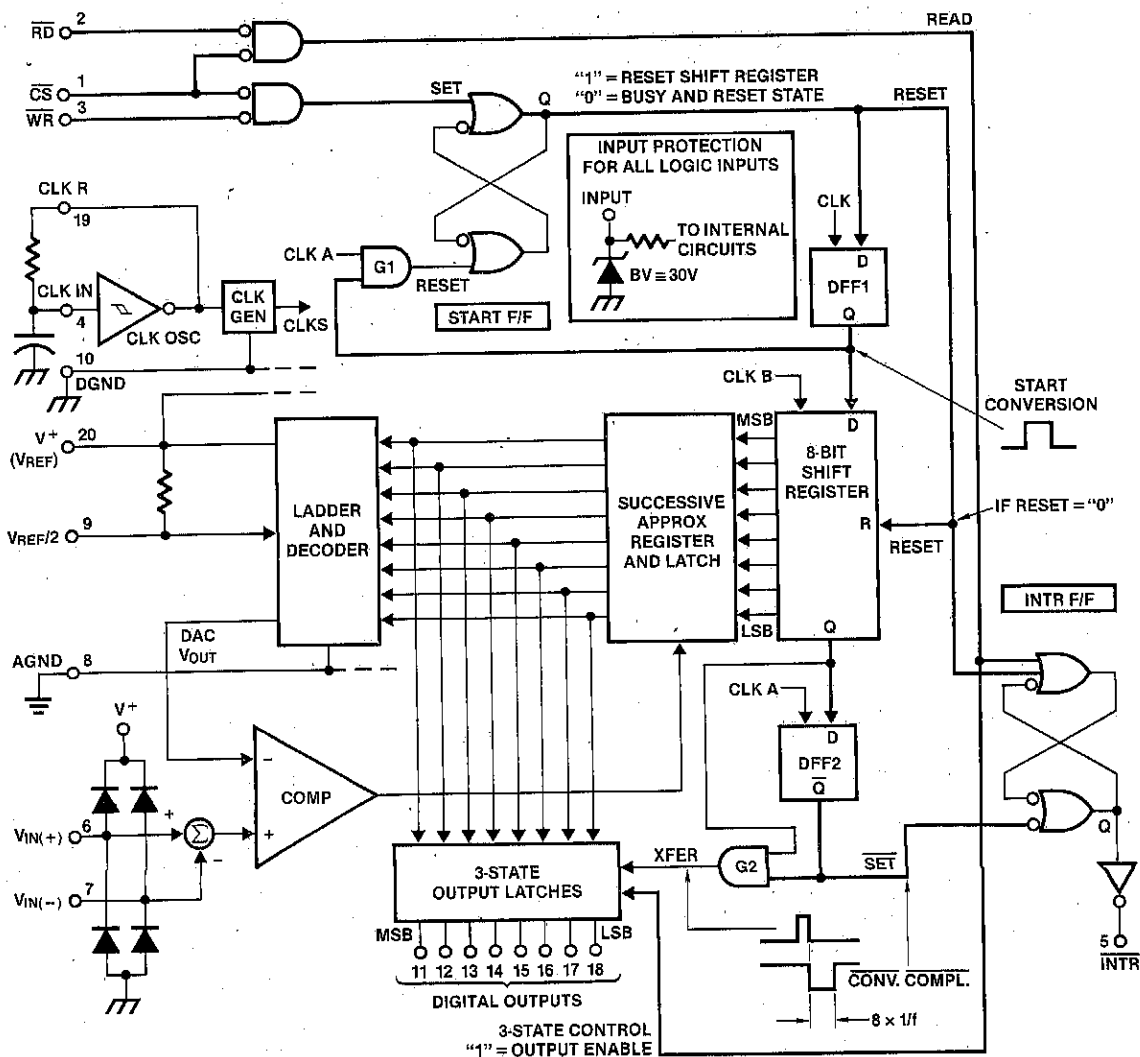 RD 2
READ
CS 1
WR 3
SET
Q
"1" = RESET SHIFT REGISTER
"0" = BUSY AND RESET STATE
RESET
INPUT PROTECTION
FOR ALL LOGIC INPUTS
INPUT
TO INTERNAL
CIRCUITS
BV ≅ 30V
CLK R
19
CLK A
G1
RESET
START F/F
CLK
D
DFF1
Q
CLK IN
4
CLK OSC
CLK
GEN
CLKS
10
DGND
CLK B
START
CONVERSION
V+
(VREF)
20
MSB
D
8-BIT
SHIFT
REGISTER
R
RESET
IF RESET = "0"
LADDER
AND
DECODER
SUCCESSIVE
APPROX
REGISTER
AND LATCH
VREF/2 9
LSB
Q
INTR F/F
DAC
VOUT
AGND 8
CLK A
D
DFF2
Q
V+
COMP
−
+
VIN(+) 6
+
Σ
−
VIN(−) 7
3-STATE
OUTPUT LATCHES
XFER
G2
SET
Q
MSB
LSB
11 12 13 14 15 16 17 18
DIGITAL OUTPUTS
CONV. COMPL.
5
INTR
8 × 1/f
3-STATE CONTROL
"1" = OUTPUT ENABLE